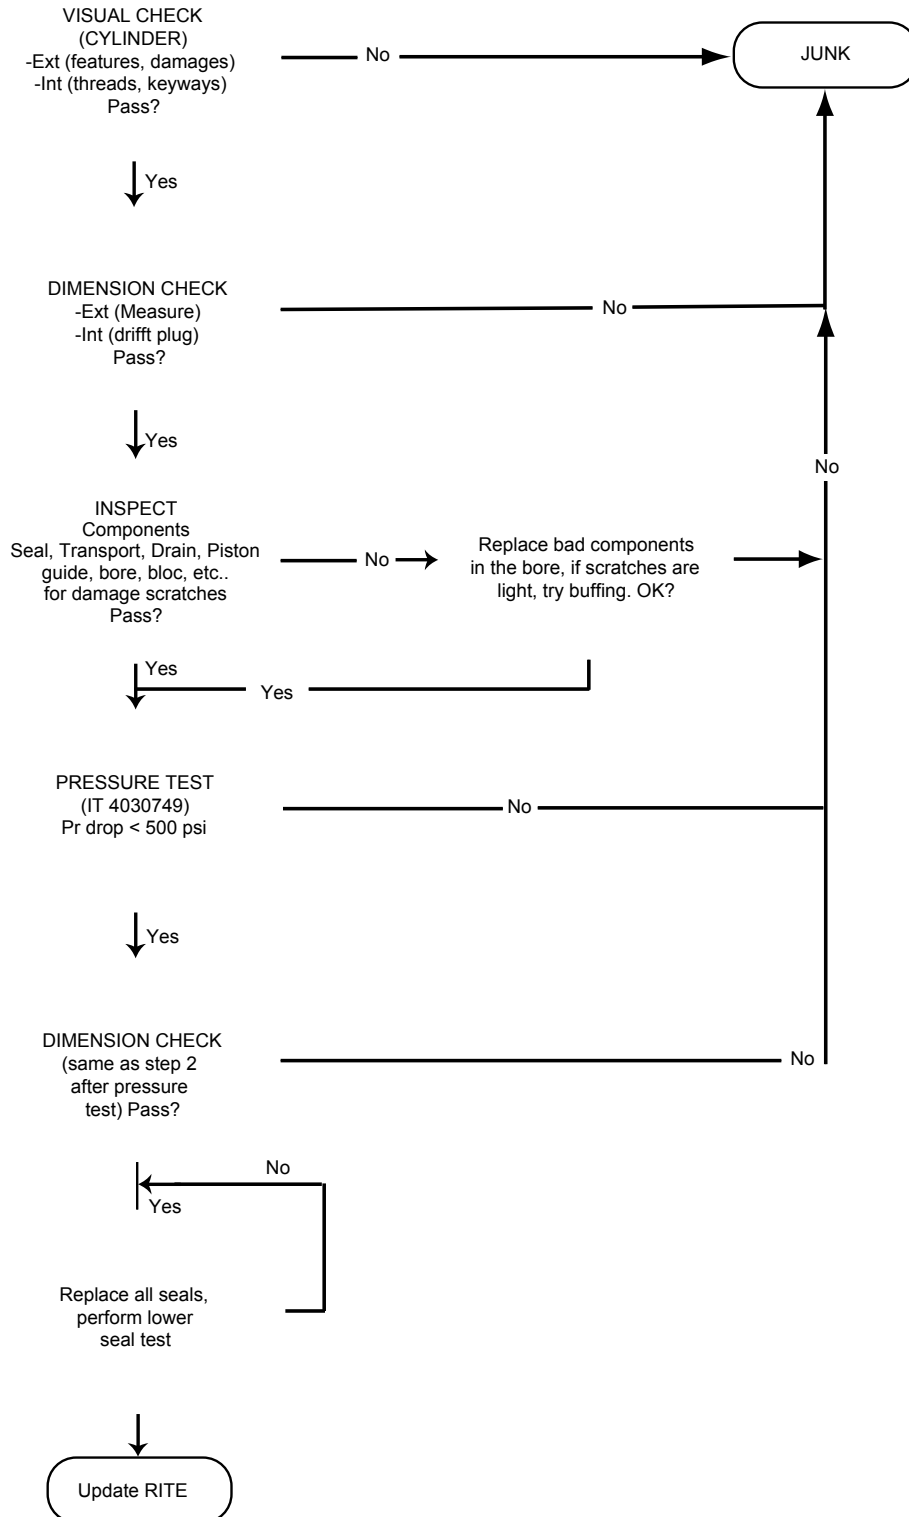 VISUAL CHECK
(CYLINDER)
-Ext (features, damages)
-Int (threads, keyways)
Pass?
No
JUNK
Yes
DIMENSION CHECK
-Ext (Measure)
-Int (drifft plug)
Pass?
No
Yes
No
INSPECT
Components
Seal, Transport, Drain, Piston
guide, bore, bloc, etc..
for damage scratches
Pass?
No
Replace bad components
in the bore, if scratches are
light, try buffing. OK?
Yes
Yes
PRESSURE TEST
(IT 4030749)
Pr drop < 500 psi
No
Yes
DIMENSION CHECK
(same as step 2
after pressure
test) Pass?
No
No
Yes
Replace all seals,
perform lower
seal test
Update RITE